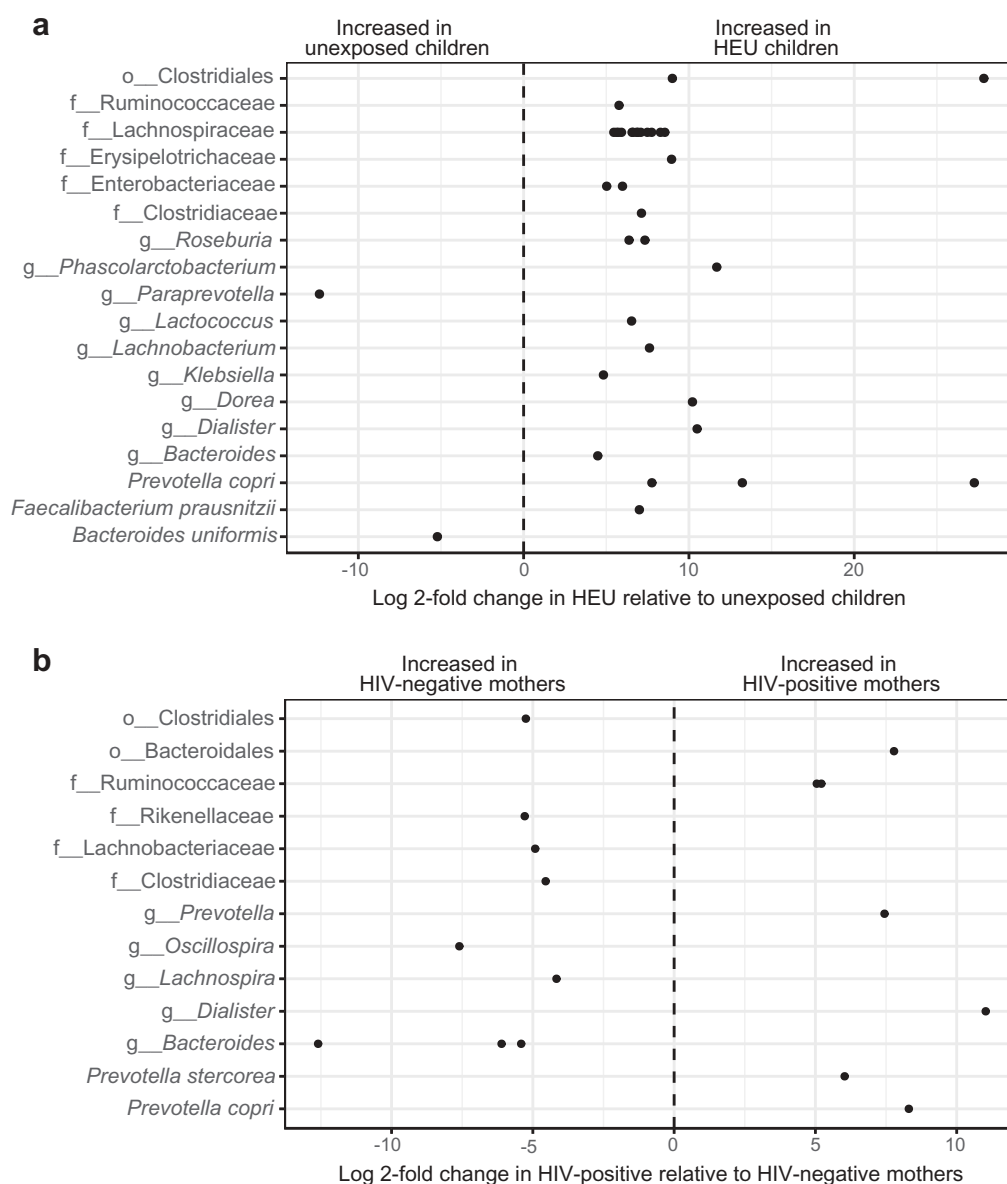 a
Increased in
unexposed children
Increased in
HEU children
o__Clostridiales
f__Ruminococcaceae
f__Lachnospiraceae
f__Erysipelotrichaceae
f__Enterobacteriaceae
f__Clostridiaceae
g__Roseburia
g__Phascolarctobacterium
g__Paraprevotella
g__Lactococcus
g__Lachnobacterium
g__Klebsiella
g__Dorea
g__Dialister
g__Bacteroides
Prevotella copri
Faecalibacterium prausnitzii
Bacteroides uniformis
-10 0 10 20
Log 2-fold change in HEU relative to unexposed children
b
Increased in
HIV-negative mothers
Increased in
HIV-positive mothers
o__Clostridiales
o__Bacteroidales
f__Ruminococcaceae
f__Rikenellaceae
f__Lachnobacteriaceae
f__Clostridiaceae
g__Prevotella
g__Oscillospira
g__Lachnospira
g__Dialister
g__Bacteroides
Prevotella stercorea
Prevotella copri
-10 -5 0 5 10
Log 2-fold change in HIV-positive relative to HIV-negative mothers